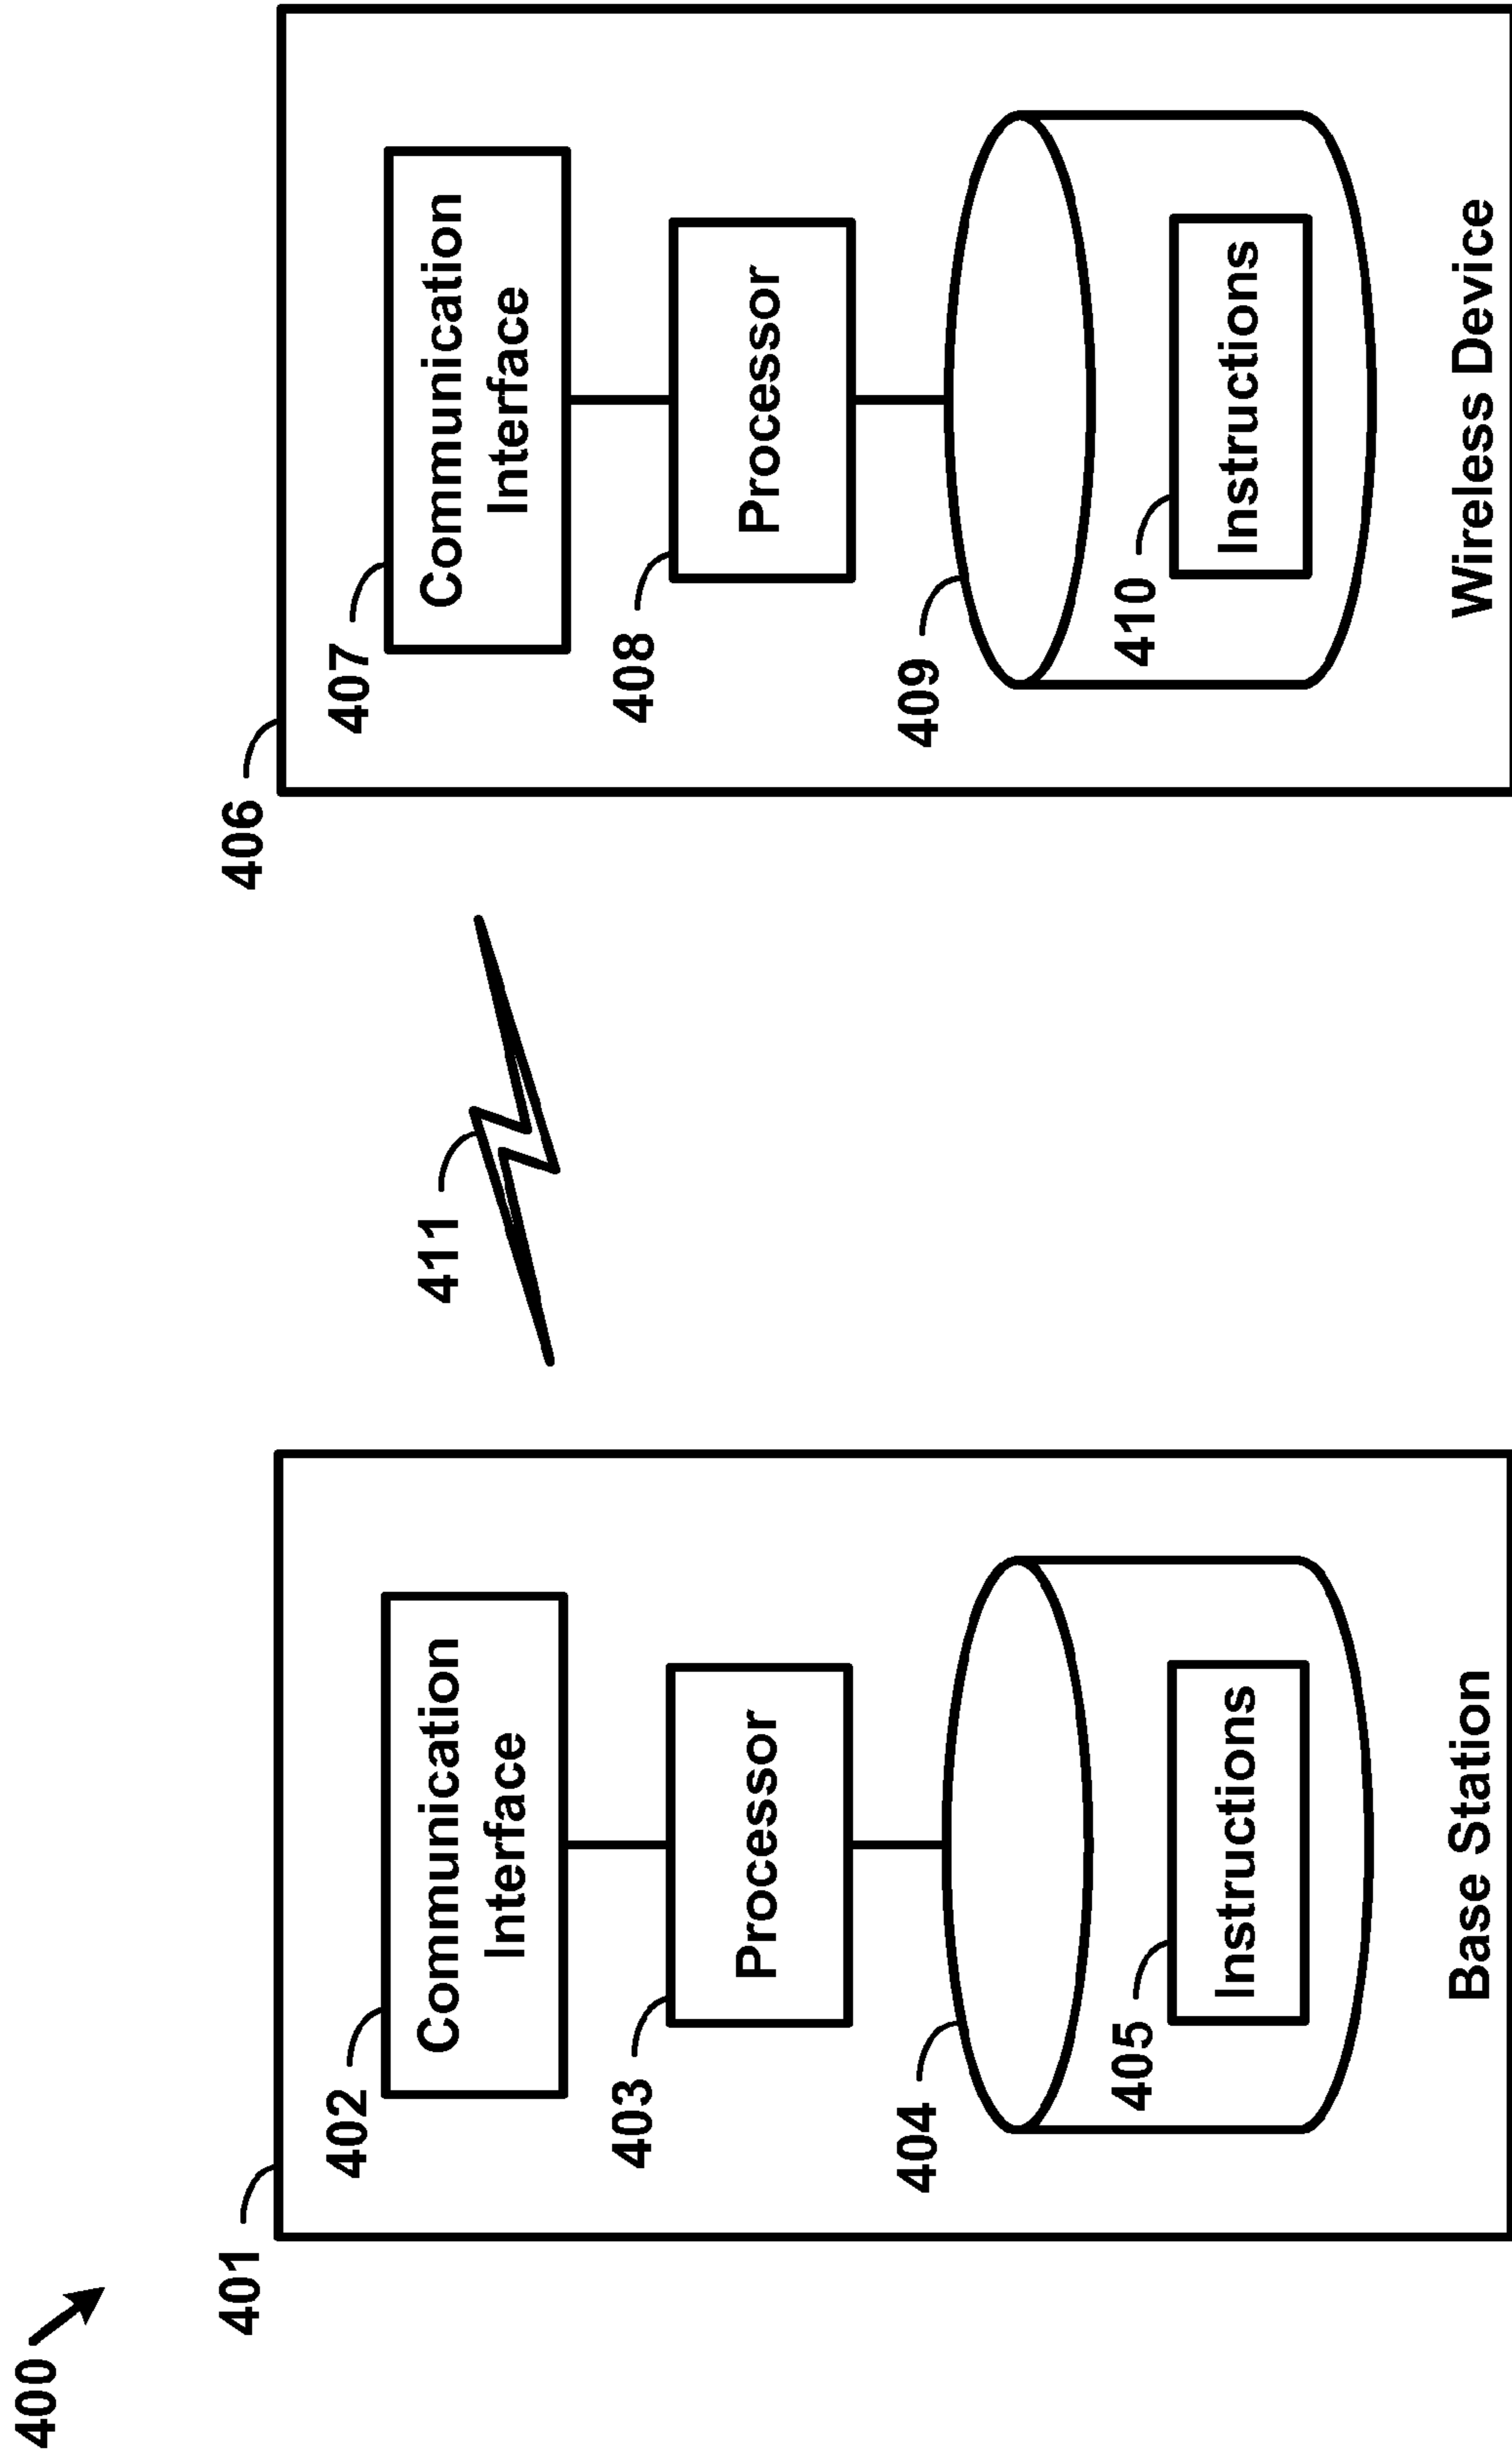 400
401
402
Communication
Interface
403
Processor
404
405
Instructions
Base Station
411
406
407
Communication
Interface
408
Processor
409
410
Instructions
Wireless Device